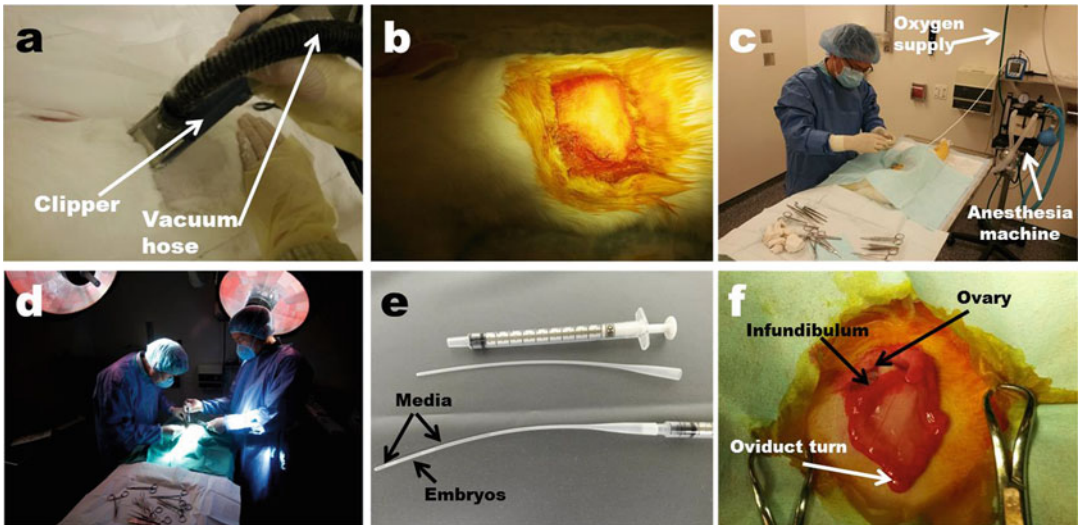 a
Clipper
Vacuum
hose
b
c
Oxygen
supply
Anesthesia
machine
d
e
Media
Embryos
f
Ovary
Infundibulum
Oviduct turn